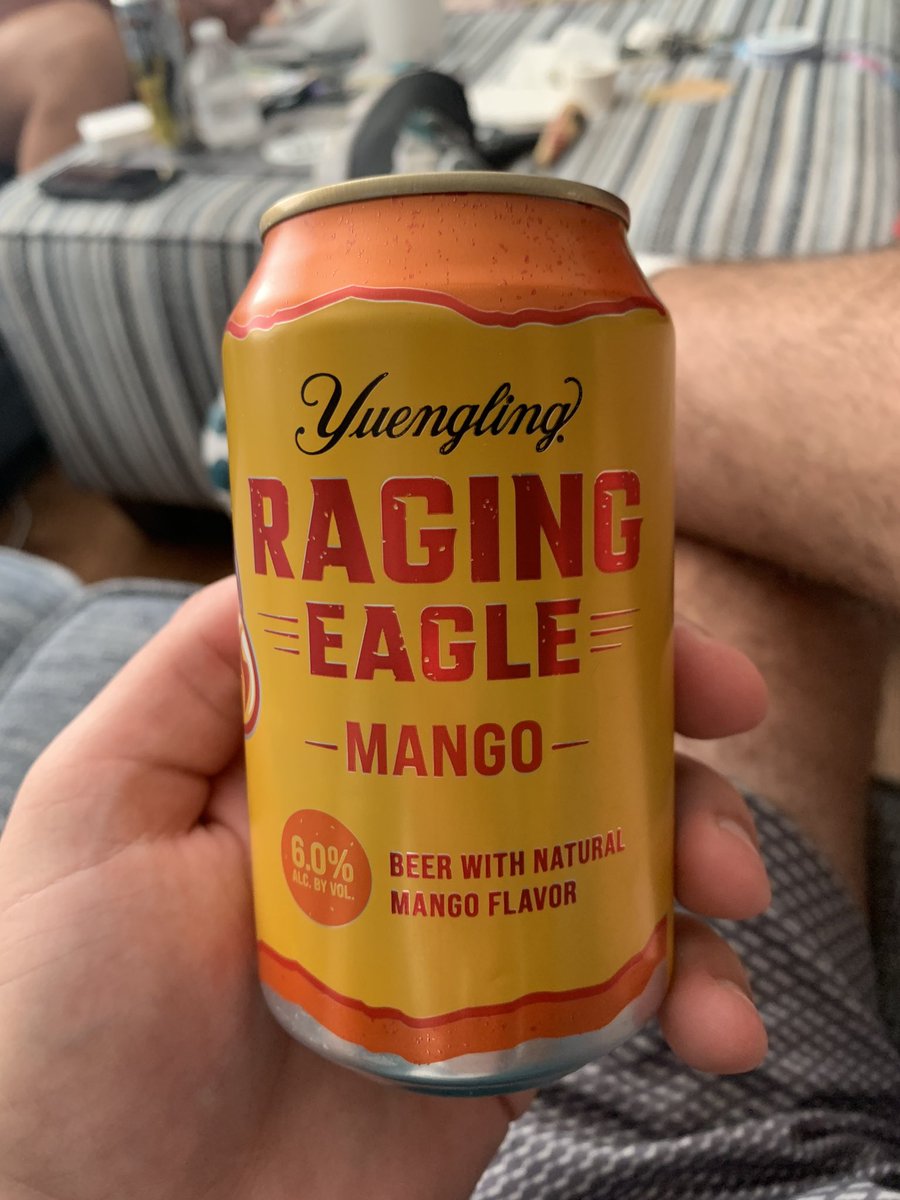 Yuengling
RAGING
EAGLE
MANGO
6.0%
ALC. BY VOL.
BEER WITH NATURAL
MANGO FLAVOR